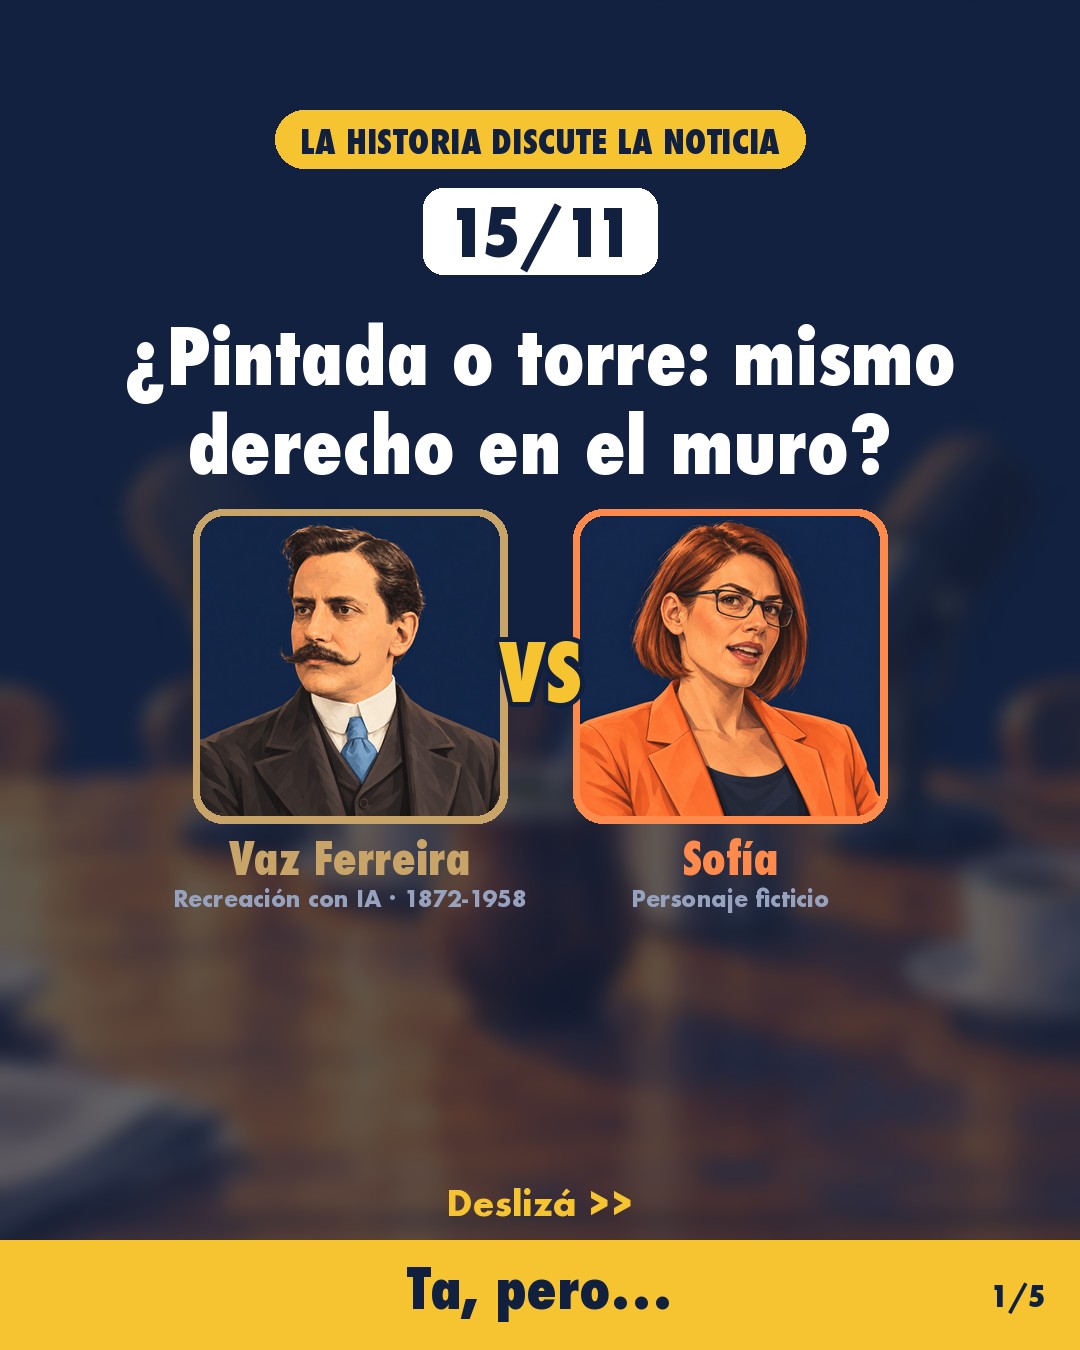 LA HISTORIA DISCUTE LA NOTICIA
15/11
¿Pintada o torre: mismo
derecho en el muro?
VS
Vaz Ferreira
Recreación con IA · 1872-1958
Sofía
Personaje ficticio
Deslizá >>
Ta, pero...
1/5